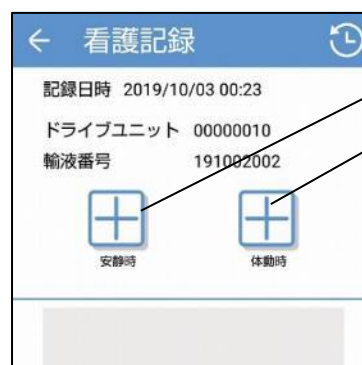 看護記録
記録日時 2019/10/03 00:23
ドライブユニット 00000010
輸液番号 191002002
安静時 体動時